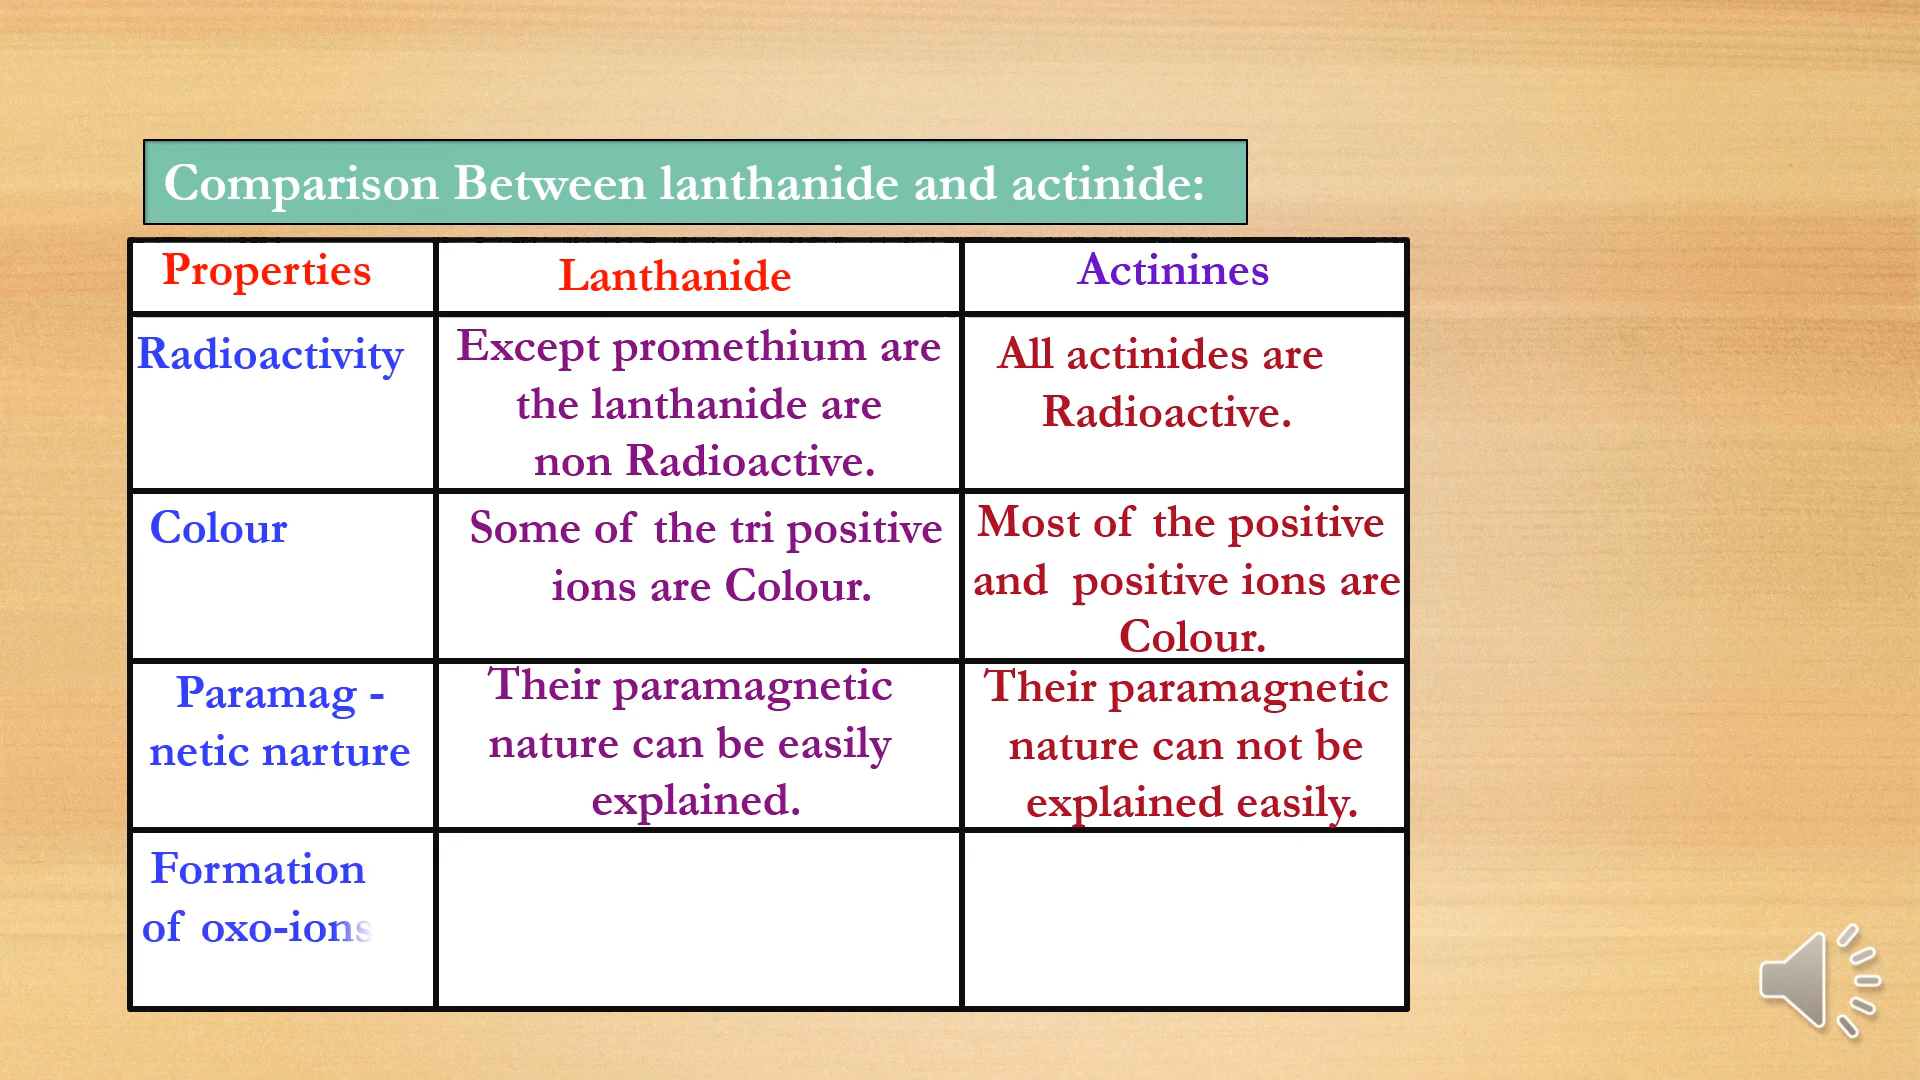 Comparison Between lanthanide and actinide:
Properties
Lanthanide
Actinines
Radioactivity
Except promethium are
the lanthanide are
non Radioactive.
All actinides are
Radioactive.
Colour
Some of the tri positive
ions are Colour.
Most of the positive
and positive ions are
Colour.
Paramag -
netic narture
Their paramagnetic
nature can be easily
explained.
Their paramagnetic
nature can not be
explained easily.
Formation
of oxo-ions